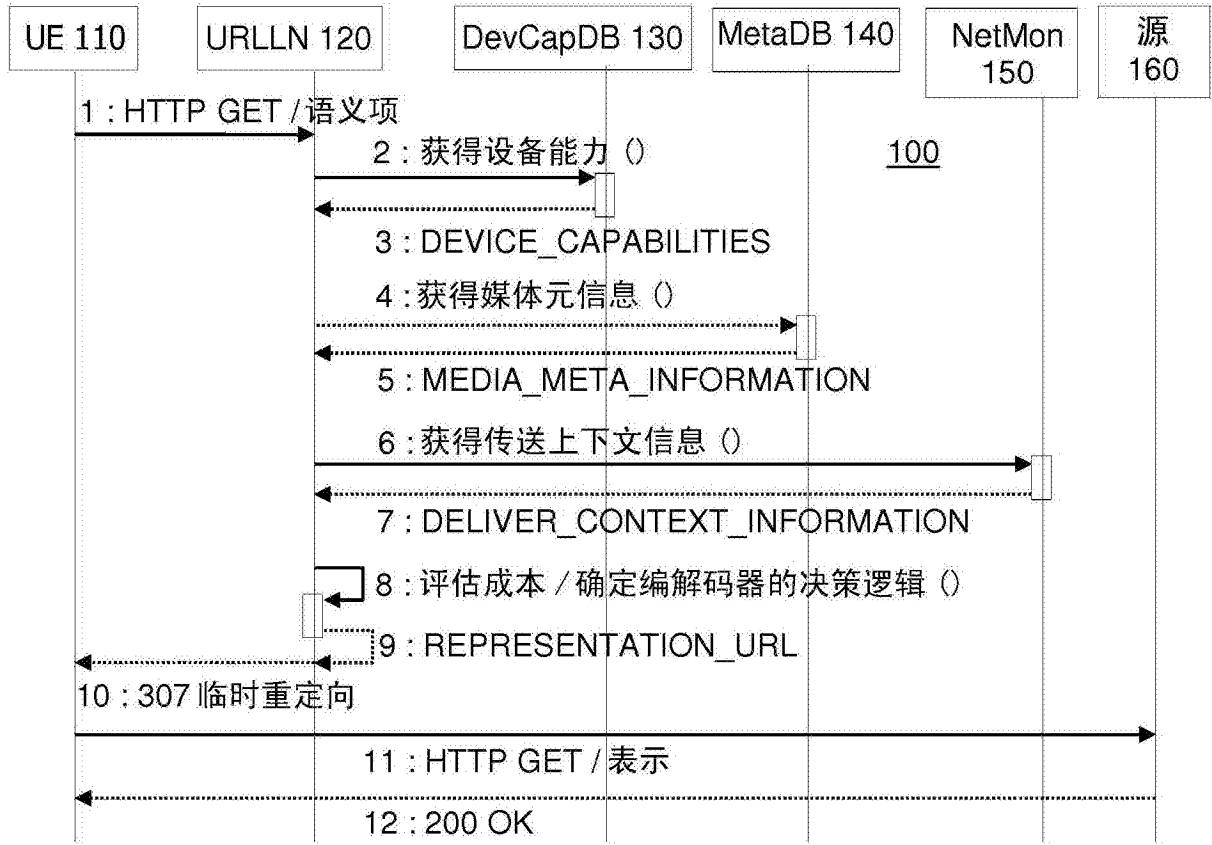 UE 110
URLLN 120
DevCapDB 130
MetaDB 140
NetMon
150
源
160
1 : HTTP GET / 语义项
2 : 获得设备能力 ()
100
3 : DEVICE_CAPABILITIES
4 : 获得媒体元信息 ()
5 : MEDIA_META_INFORMATION
6 : 获得传送上下文信息 ()
7 : DELIVER_CONTEXT_INFORMATION
8 : 评估成本 / 确定编解码器的决策逻辑 ()
9 : REPRESENTATION_URL
10 : 307 临时重定向
11 : HTTP GET / 表示
12 : 200 OK